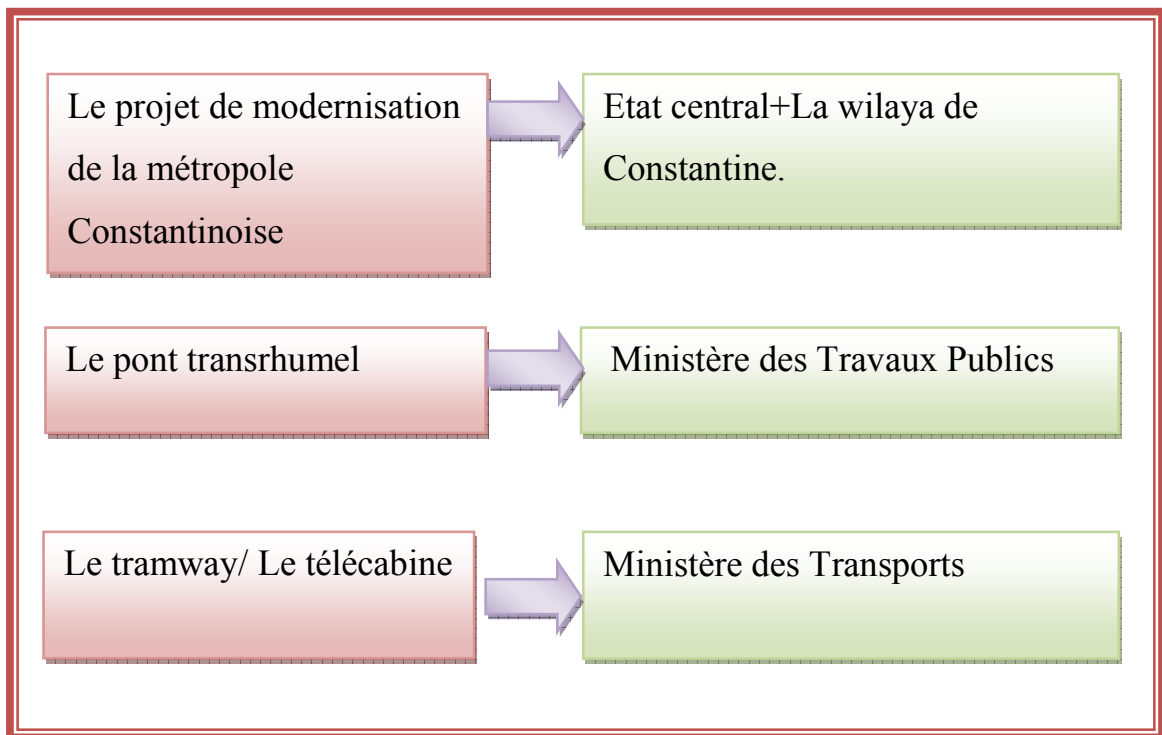 Le projet de modernisation
de la métropole
Constantinoise
Etat central+La wilaya de
Constantine.
Le pont transrhumel
Ministère des Travaux Publics
Le tramway/ Le télécabine
Ministère des Transports